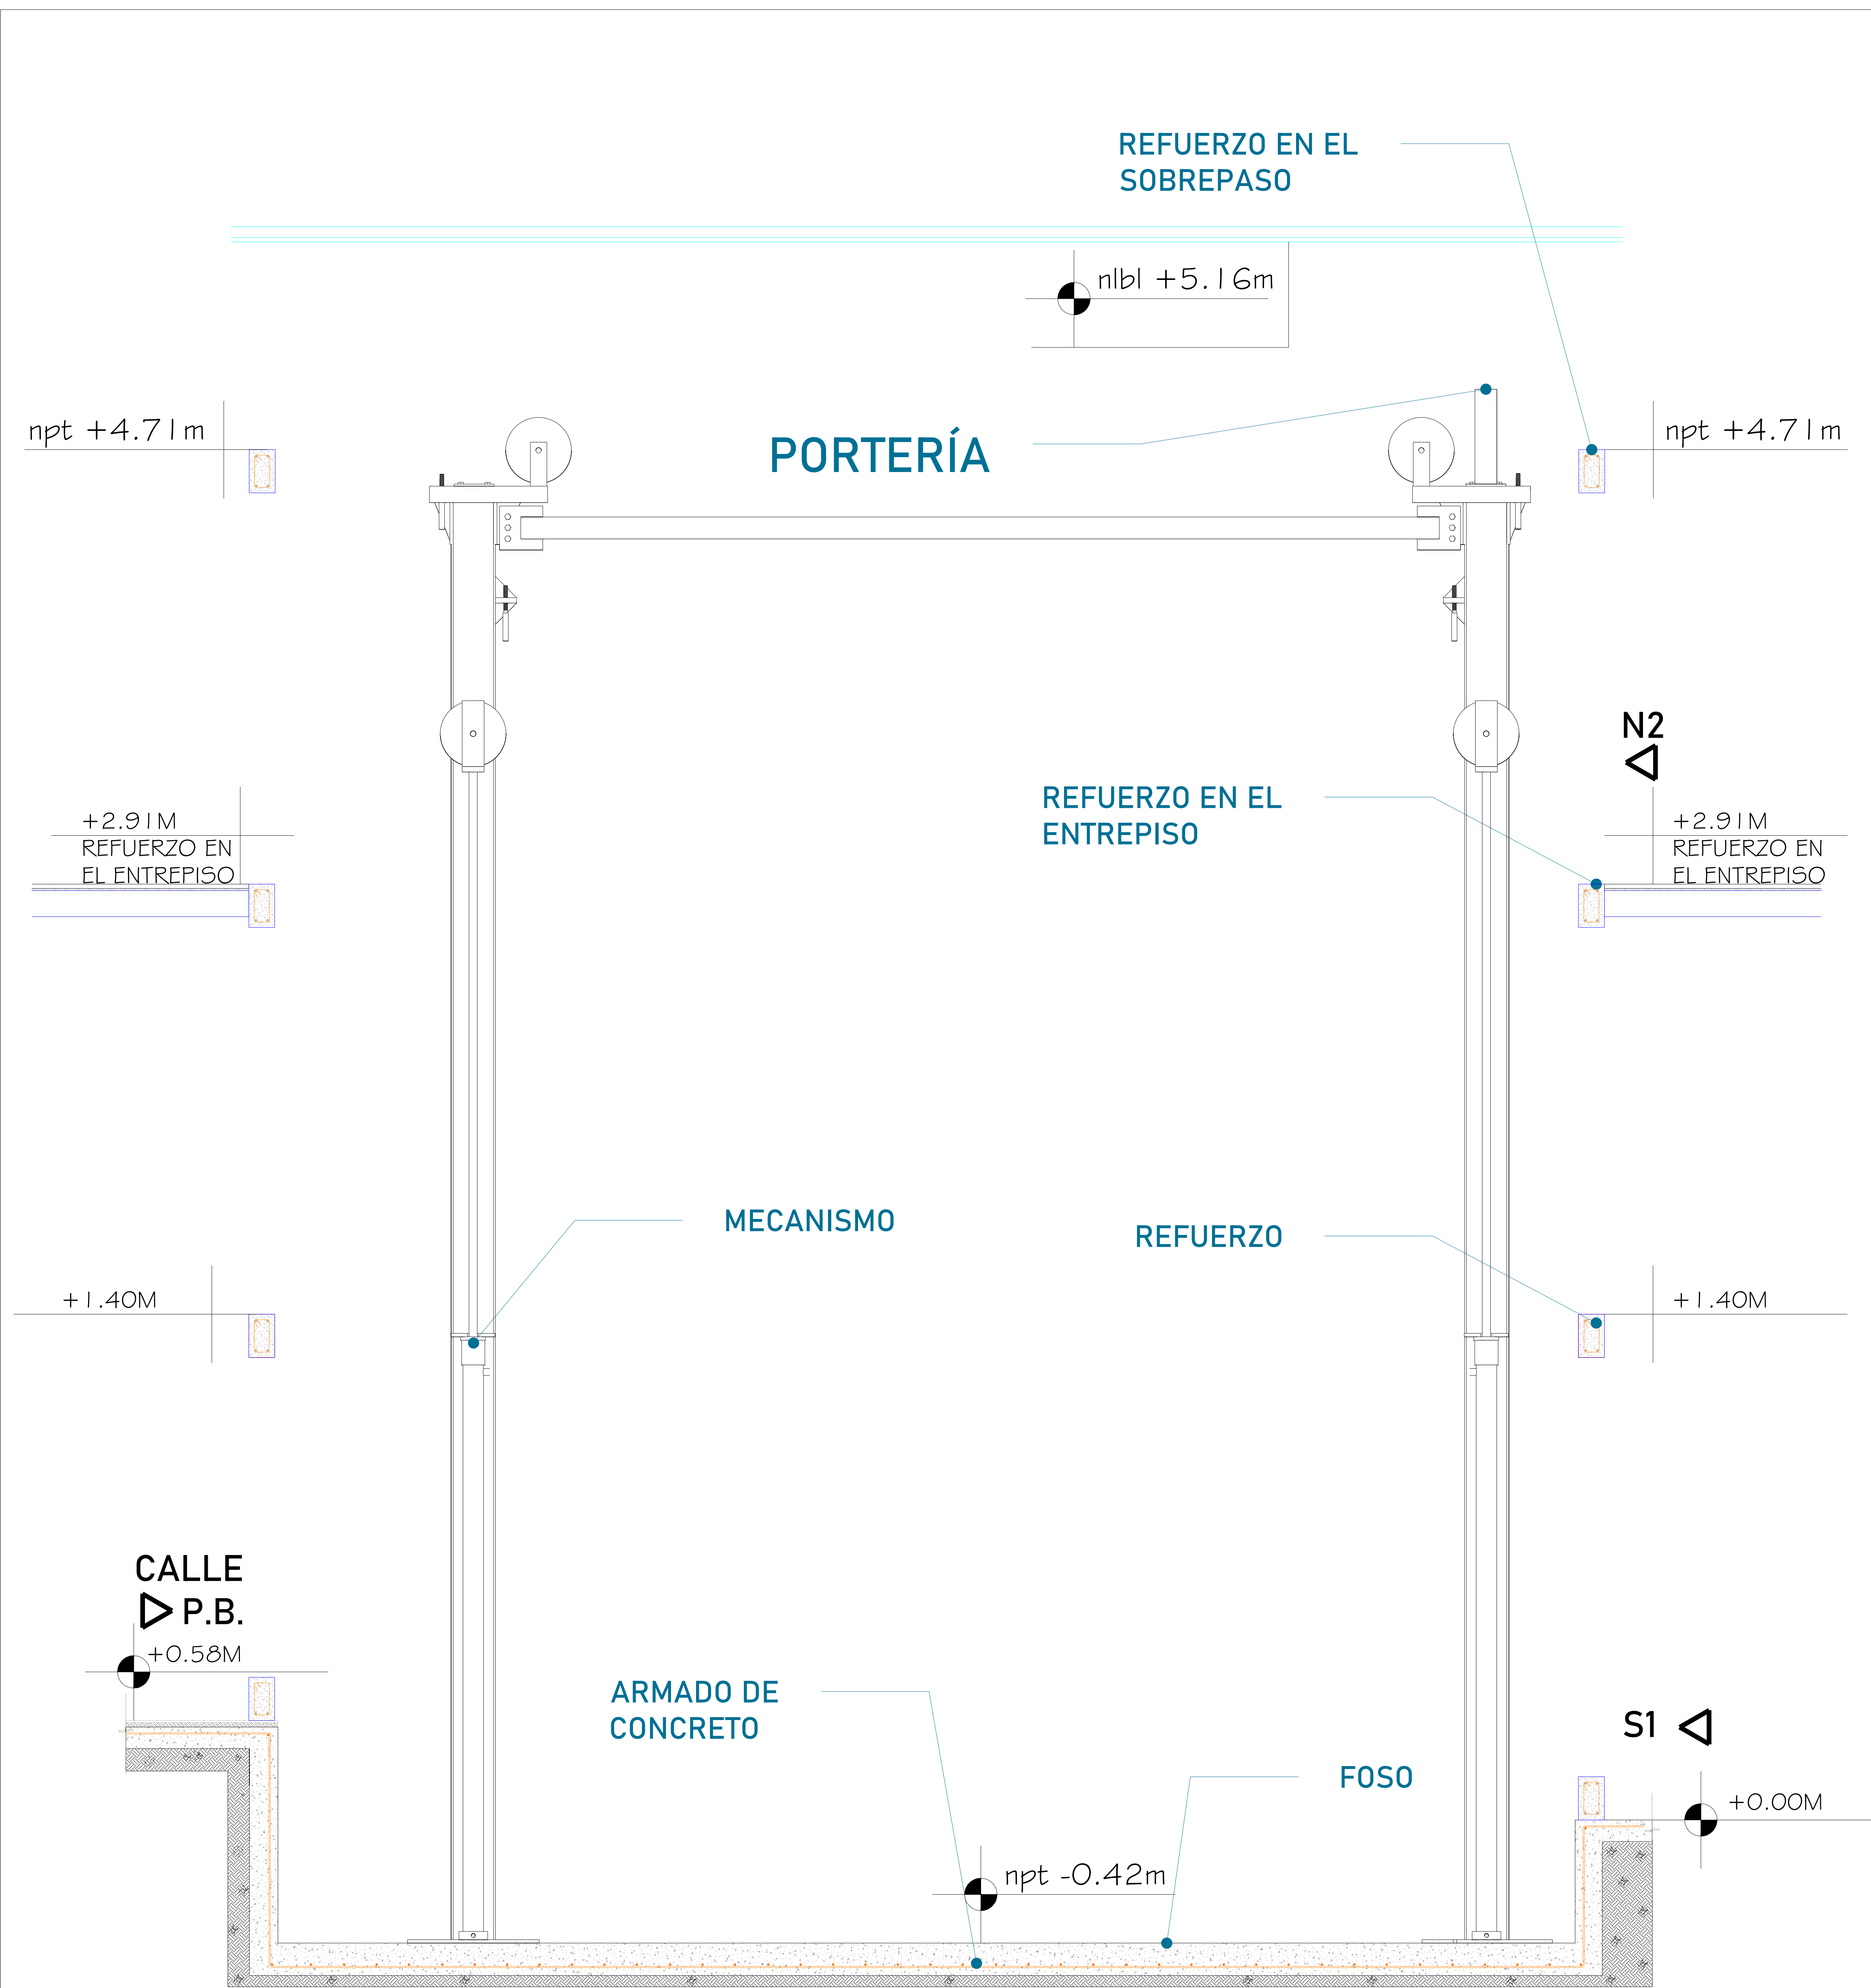 REFUERZO EN EL
SOBREPASO
nlbl +5.16m
npt +4.71m
PORTERÍA
npt +4.71m
N2
REFUERZO EN EL
ENTREPISO
+2.91M
REFUERZO EN
EL ENTREPISO
+2.91M
REFUERZO EN
EL ENTREPISO
MECANISMO
REFUERZO
+1.40M
+1.40M
CALLE
P.B.
+0.58M
ARMADO DE
CONCRETO
S1
FOSO
+0.00M
npt -0.42m